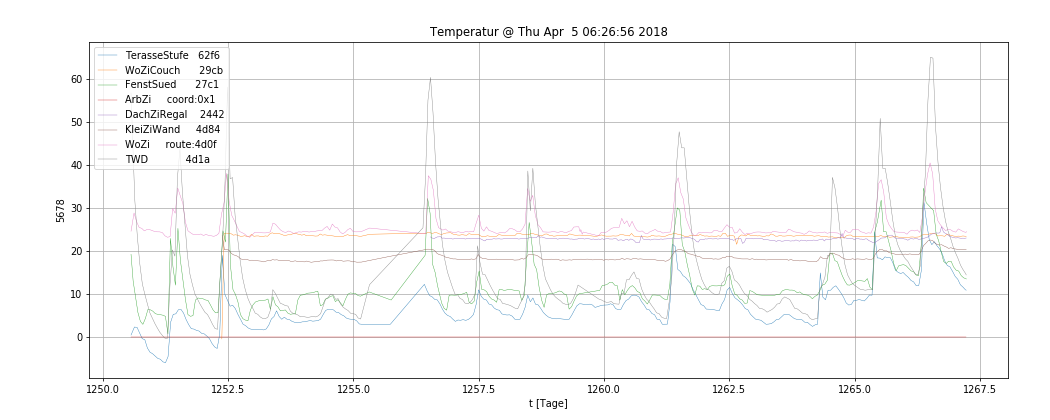 Temperatur @ Thu Apr  5 06:26:56 2018
TerasseStufe 62f6
WoZiCouch 29cb
FenstSued 27c1
ArbZi coord:0x1
DachZiRegal 2442
KleiZiWand 4d84
WoZi route:4d0f
TWD 4d1a
60
50
40
30
20
10
0
5678
1250.0 1252.5 1255.0 1257.5 1260.0 1262.5 1265.0 1267.5
t [Tage]